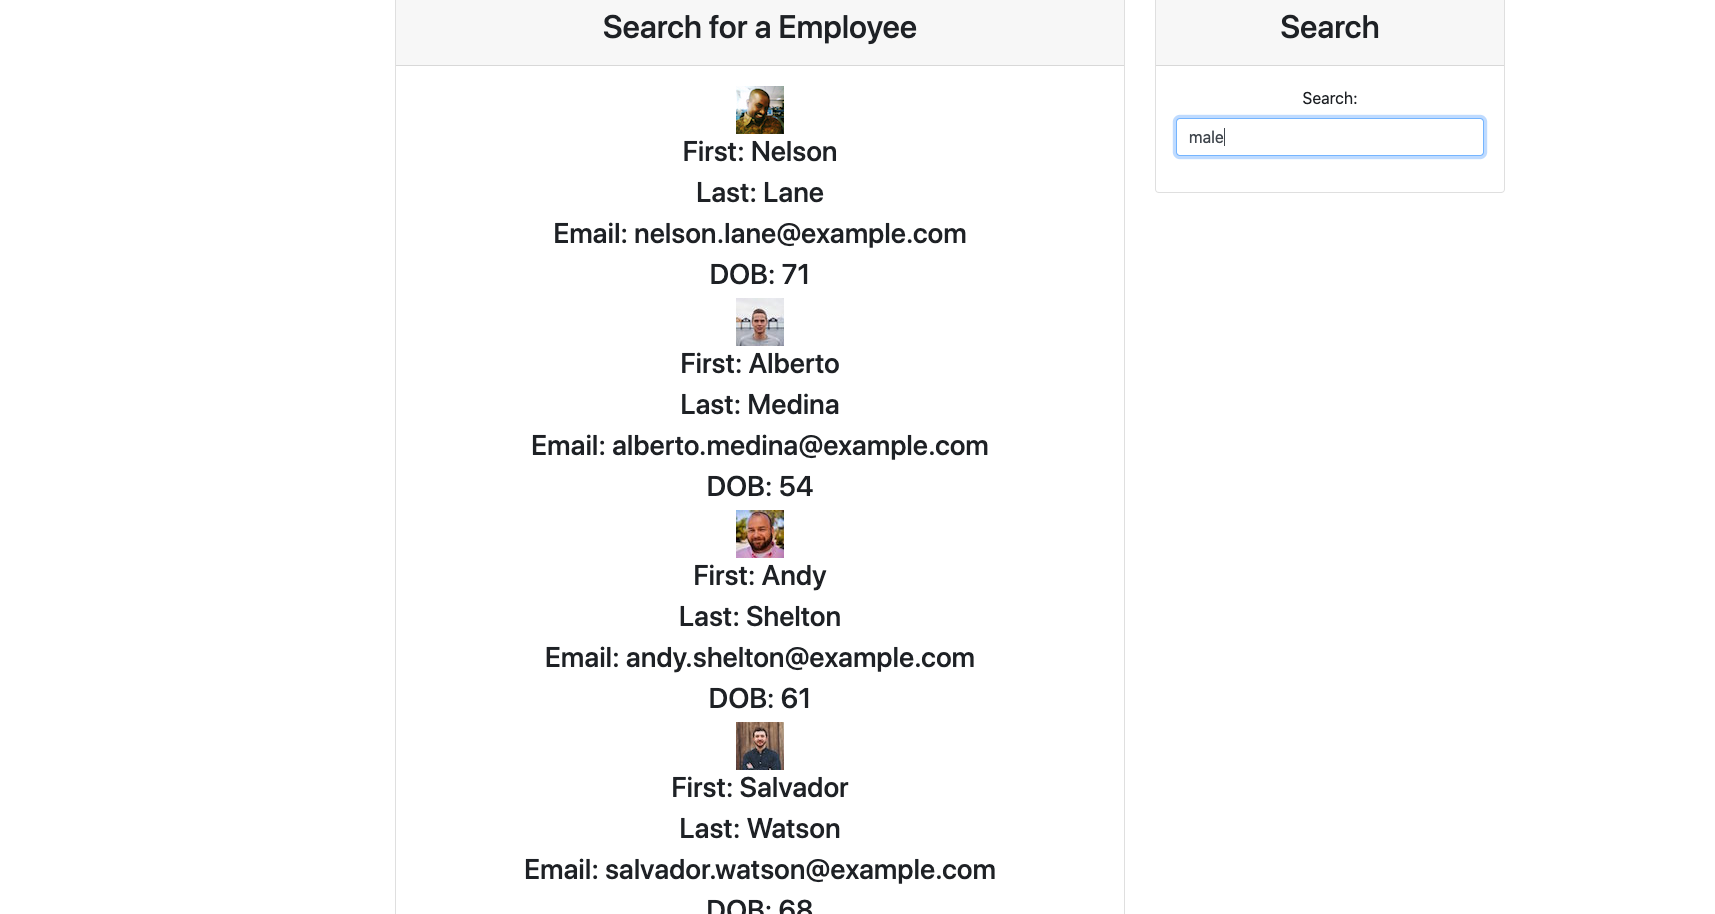 Search for a Employee
First: Nelson
Last: Lane
Email: nelson.lane@example.com
DOB: 71
First: Alberto
Last: Medina
Email: alberto.medina@example.com
DOB: 54
First: Andy
Last: Shelton
Email: andy.shelton@example.com
DOB: 61
First: Salvador
Last: Watson
Email: salvador.watson@example.com
DOB: 68
Search
Search:
male